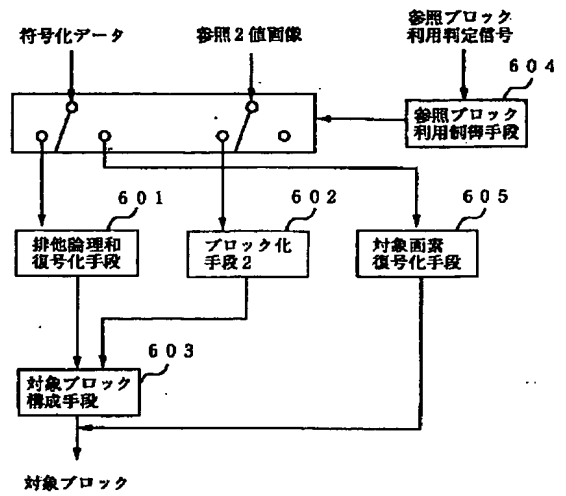 符号化データ
参照2値画像
参照ブロック
利用判定信号
604
参照ブロック
利用制御手段
601
602
605
排他論理和
復号化手段
ブロック化
手段2
対象画素
復号化手段
603
対象ブロック
構成手段
対象ブロック